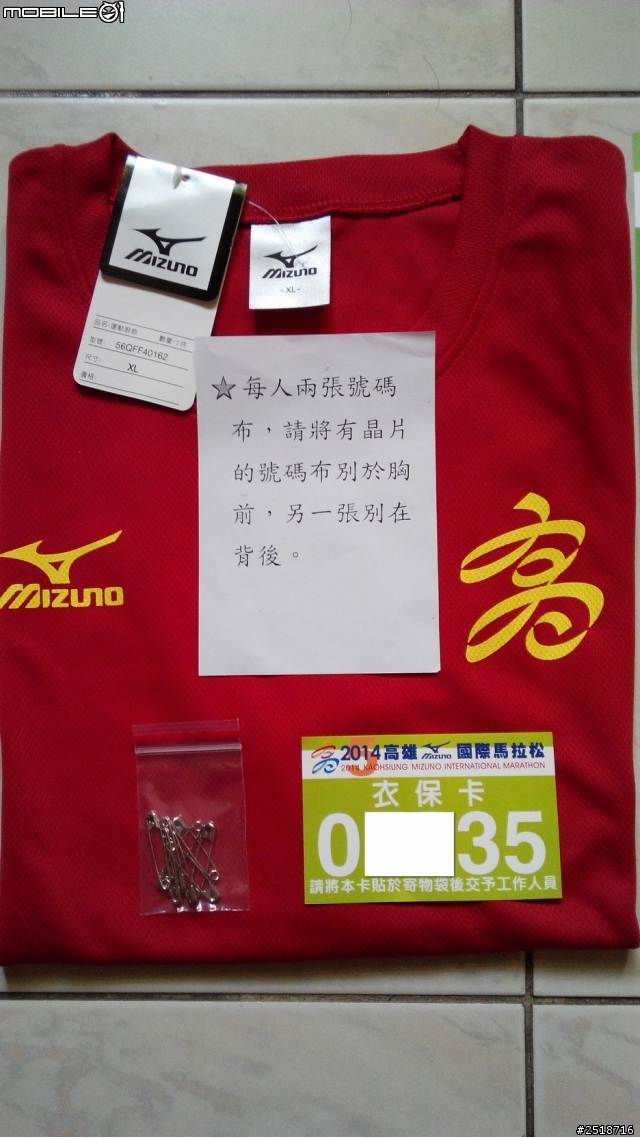 MOBILE01
MIZUNO
MIZUNO
-XL-
品名:運動服飾 數量:1件
型號: 56QFF40162
尺寸: XL
價格:
☆每人兩張號碼
布，請將有晶片
的號碼布別於胸
前，另一張別在
背後。
MIZUNO
高
2014高雄 MIZUNO 國際馬拉松
2014 KAOHSIUNG MIZUNO INTERNATIONAL MARATHON
衣保卡
0 35
請將本卡貼於寄物袋後交予工作人員
#2518716